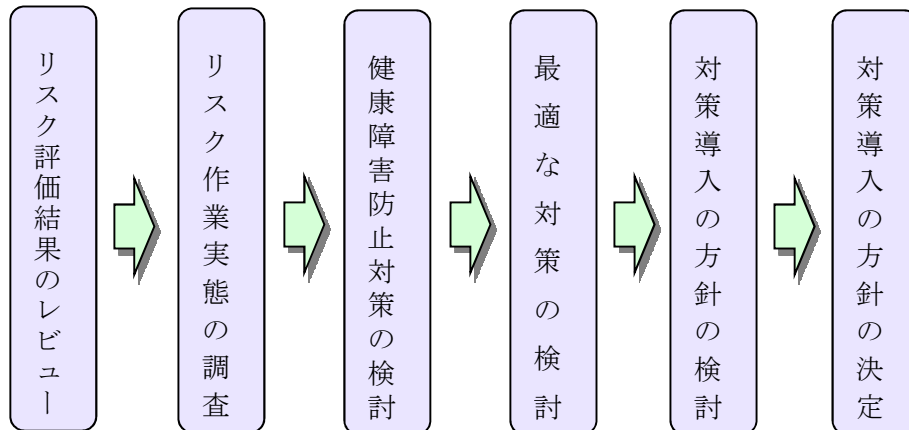 リスク評価結果のレビュー
リスク作業実態の調査
健康障害防止対策の検討
最適な対策の検討
対策導入の方針の検討
対策導入の方針の決定